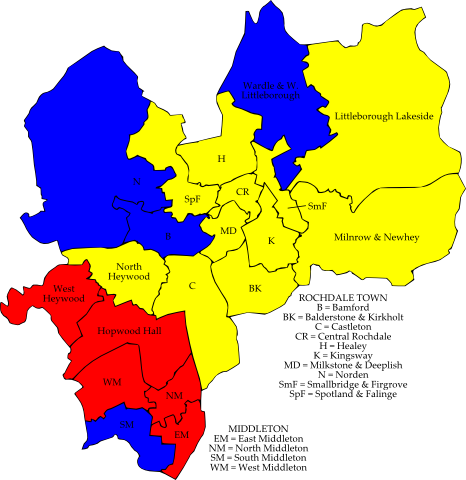 Wardle & W.
Littleborough
Littleborough Lakeside
H
N
SpF
CR
SmF
B
MD
K
Milnrow & Newhey
North
Heywood
West
Heywood
C
BK
Hopwood Hall
WM
NM
SM
EM
ROCHDALE TOWN
B = Bamford
BK = Balderstone & Kirkholt
C = Castleton
CR = Central Rochdale
H = Healey
K = Kingsway
MD = Milkstone & Deeplish
N = Norden
SmF = Smallbridge & Firgrove
SpF = Spotland & Falinge
MIDDLETON
EM = East Middleton
NM = North Middleton
SM = South Middleton
WM = West Middleton